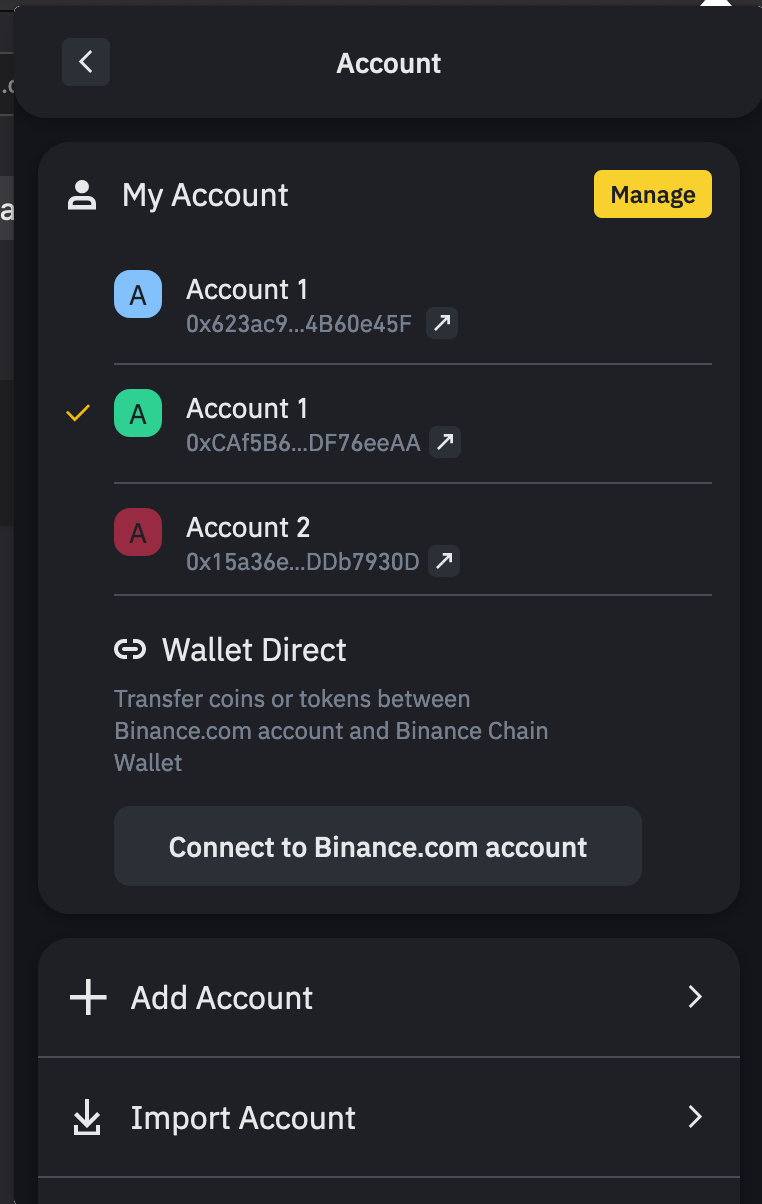 Account
My Account
Manage
A
Account 1
0x623ac9...4B60e45F
A
Account 1
0xCAf5B6...DF76eeAA
A
Account 2
0x15a36e...DDb7930D
Wallet Direct
Transfer coins or tokens between
Binance.com account and Binance Chain
Wallet
Connect to Binance.com account
Add Account
Import Account